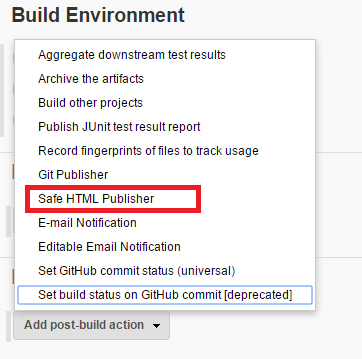 Build Environment
Aggregate downstream test results
Archive the artifacts
Build other projects
Publish JUnit test result report
Record fingerprints of files to track usage
Git Publisher
Safe HTML Publisher
E-mail Notification
Editable Email Notification
Set GitHub commit status (universal)
Set build status on GitHub commit [deprecated]
Add post-build action